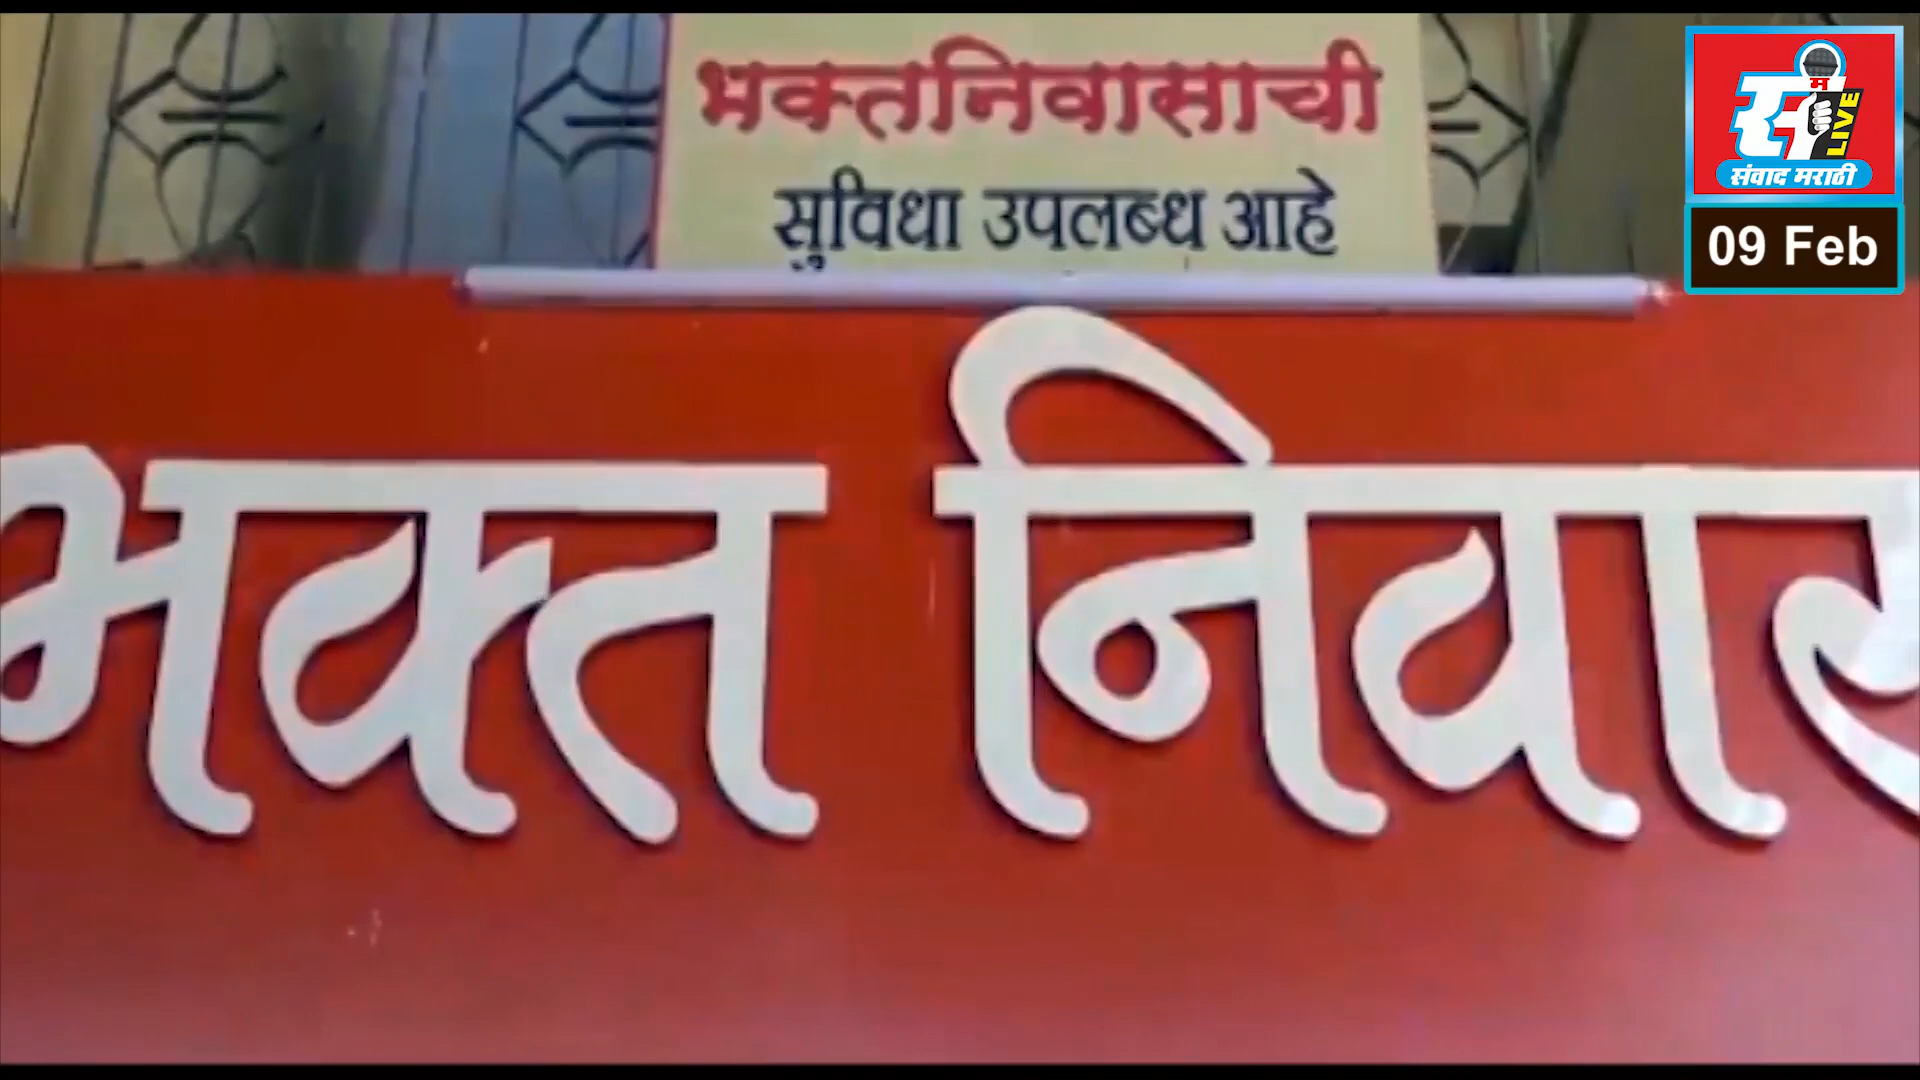 भक्तनिवासाची
सुविधा उपलब्ध आहे
स
म
LIVE
संवाद मराठी
09 Feb
भक्त निवास